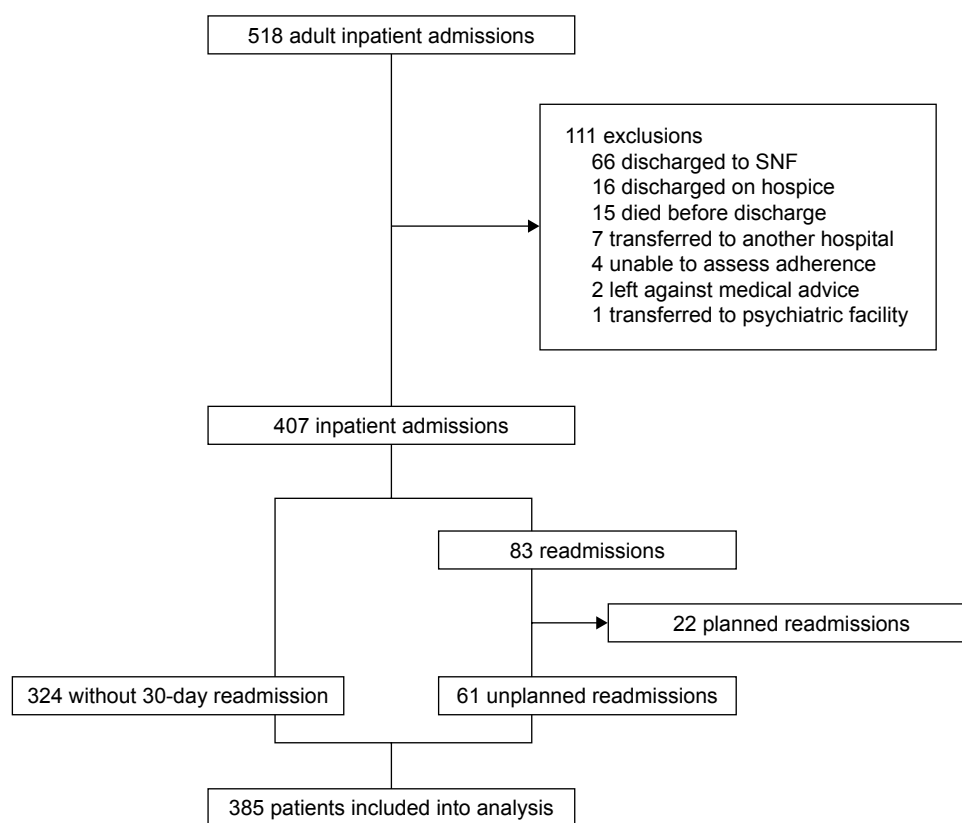 518 adult inpatient admissions
111 exclusions
66 discharged to SNF
16 discharged on hospice
15 died before discharge
7 transferred to another hospital
4 unable to assess adherence
2 left against medical advice
1 transferred to psychiatric facility
407 inpatient admissions
83 readmissions
22 planned readmissions
324 without 30-day readmission
61 unplanned readmissions
385 patients included into analysis